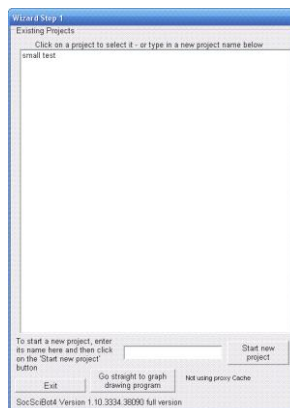 Wizard Step 1
Existing Projects
Click on a project to select it - or type in a new project name below
small test
To start a new project, enter
its name here and then click
on the 'Start new project'
button
Start new
project
Exit
Go straight to graph
drawing program
Not using proxy Cache
SocSciBot4 Version 1.10.3334.38090 full version